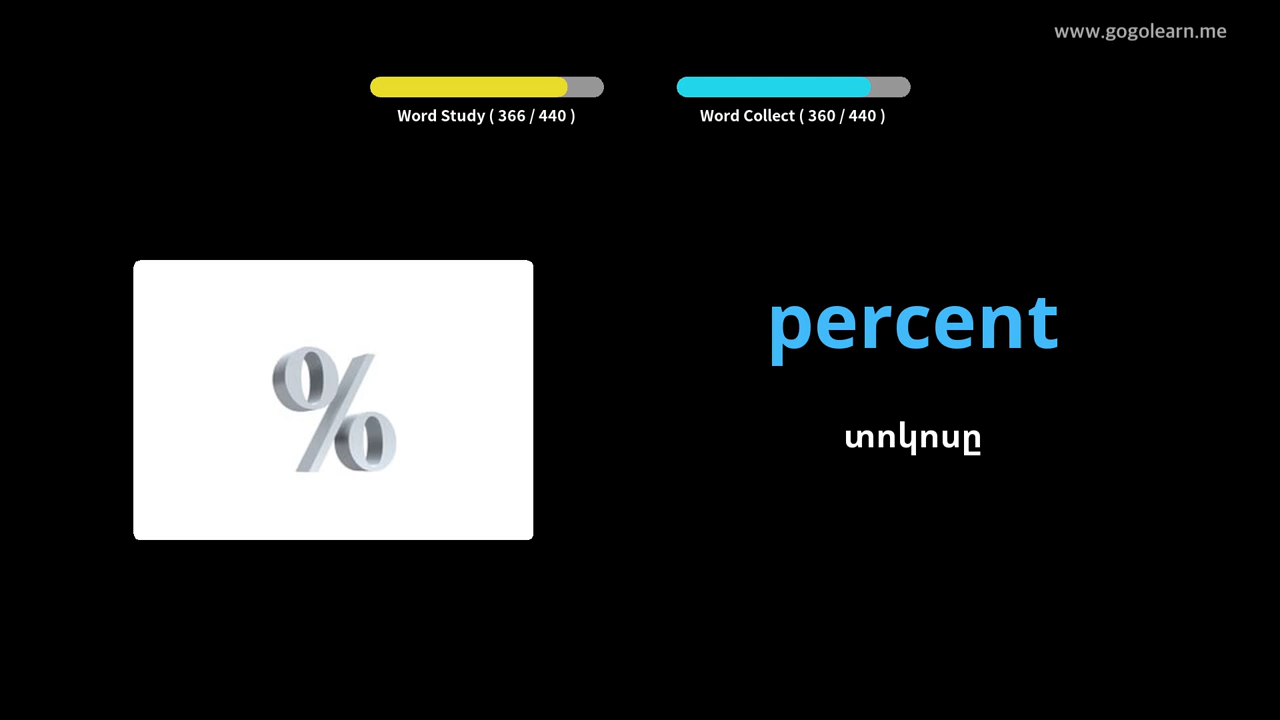 www.gogolearn.me
Word Study ( 366 / 440 )
Word Collect ( 360 / 440 )
%
percent
տոկոսը